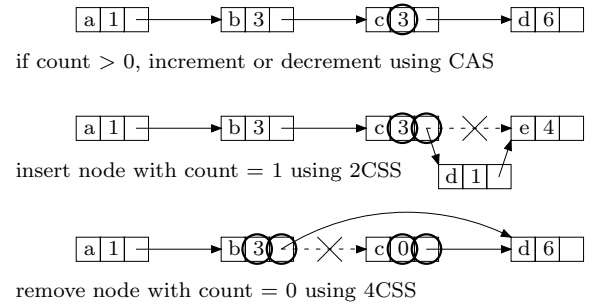 a 1 b 3 c 3 d 6
if count > 0, increment or decrement using CAS
a 1 b 3 c 3 e 4
insert node with count = 1 using 2CSS d 1
a 1 b 3 c 0 d 6
remove node with count = 0 using 4CSS